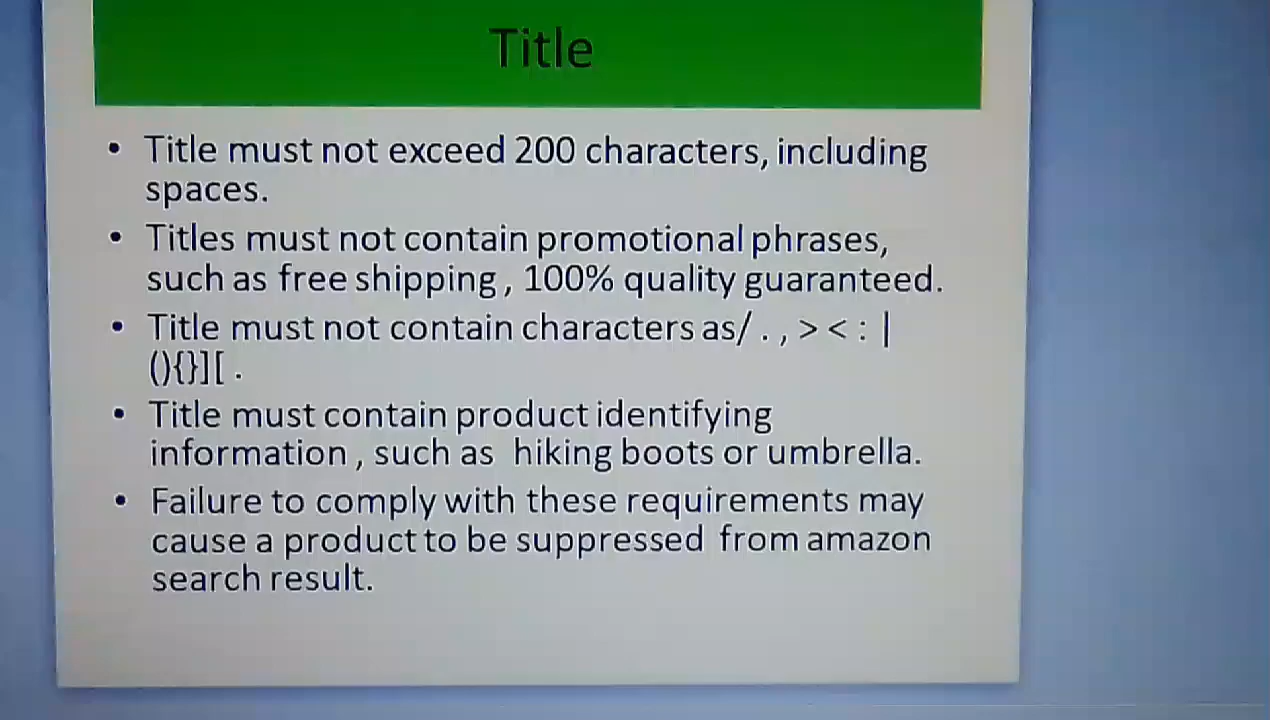 Title
• Title must not exceed 200 characters, including
spaces.
• Titles must not contain promotional phrases,
such as free shipping , 100% quality guaranteed.
• Title must not contain characters as/ . , > < : |
(){}][ .
• Title must contain product identifying
information , such as  hiking boots or umbrella.
• Failure to comply with these requirements may
cause a product to be suppressed  from amazon
search result.